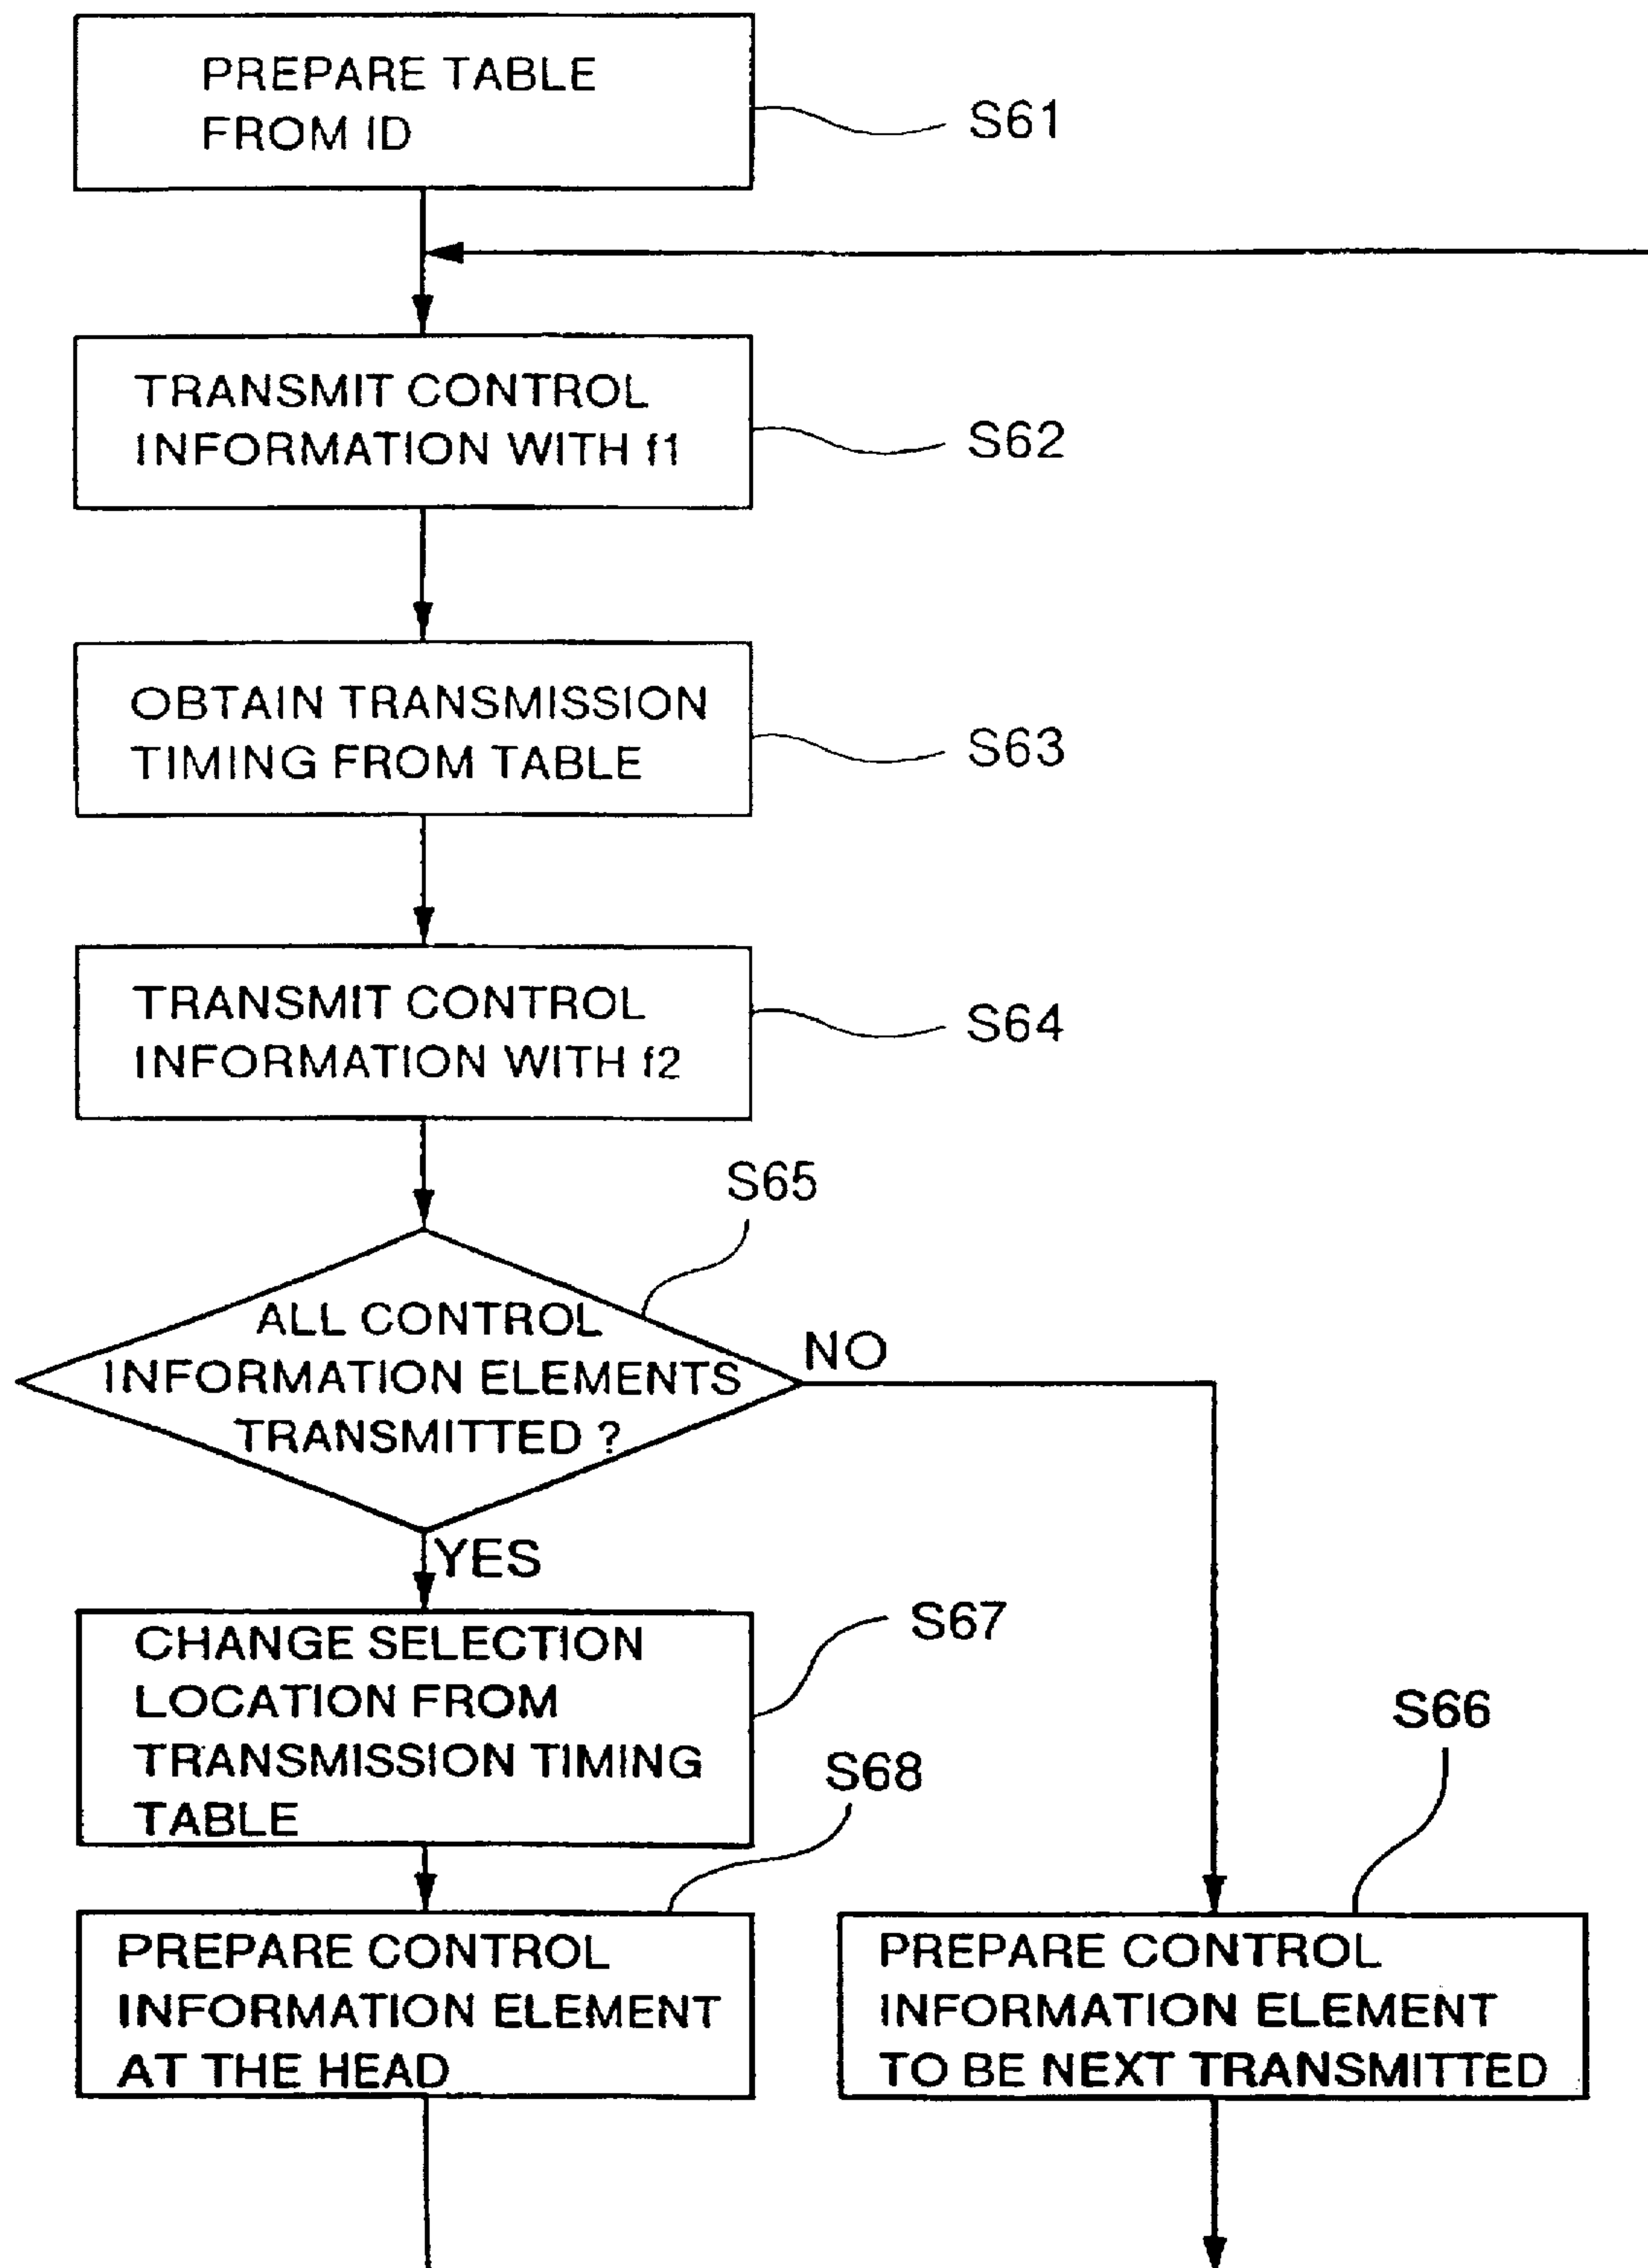 PREPARE TABLE
FROM ID
S61
TRANSMIT CONTROL
INFORMATION WITH f1
S62
OBTAIN TRANSMISSION
TIMING FROM TABLE
S63
TRANSMIT CONTROL
INFORMATION WITH f2
S64
S65
ALL CONTROL
INFORMATION ELEMENTS
TRANSMITTED ?
NO
YES
CHANGE SELECTION
LOCATION FROM
TRANSMISSION TIMING
TABLE
S67
S68
S66
PREPARE CONTROL
INFORMATION ELEMENT
AT THE HEAD
PREPARE CONTROL
INFORMATION ELEMENT
TO BE NEXT TRANSMITTED